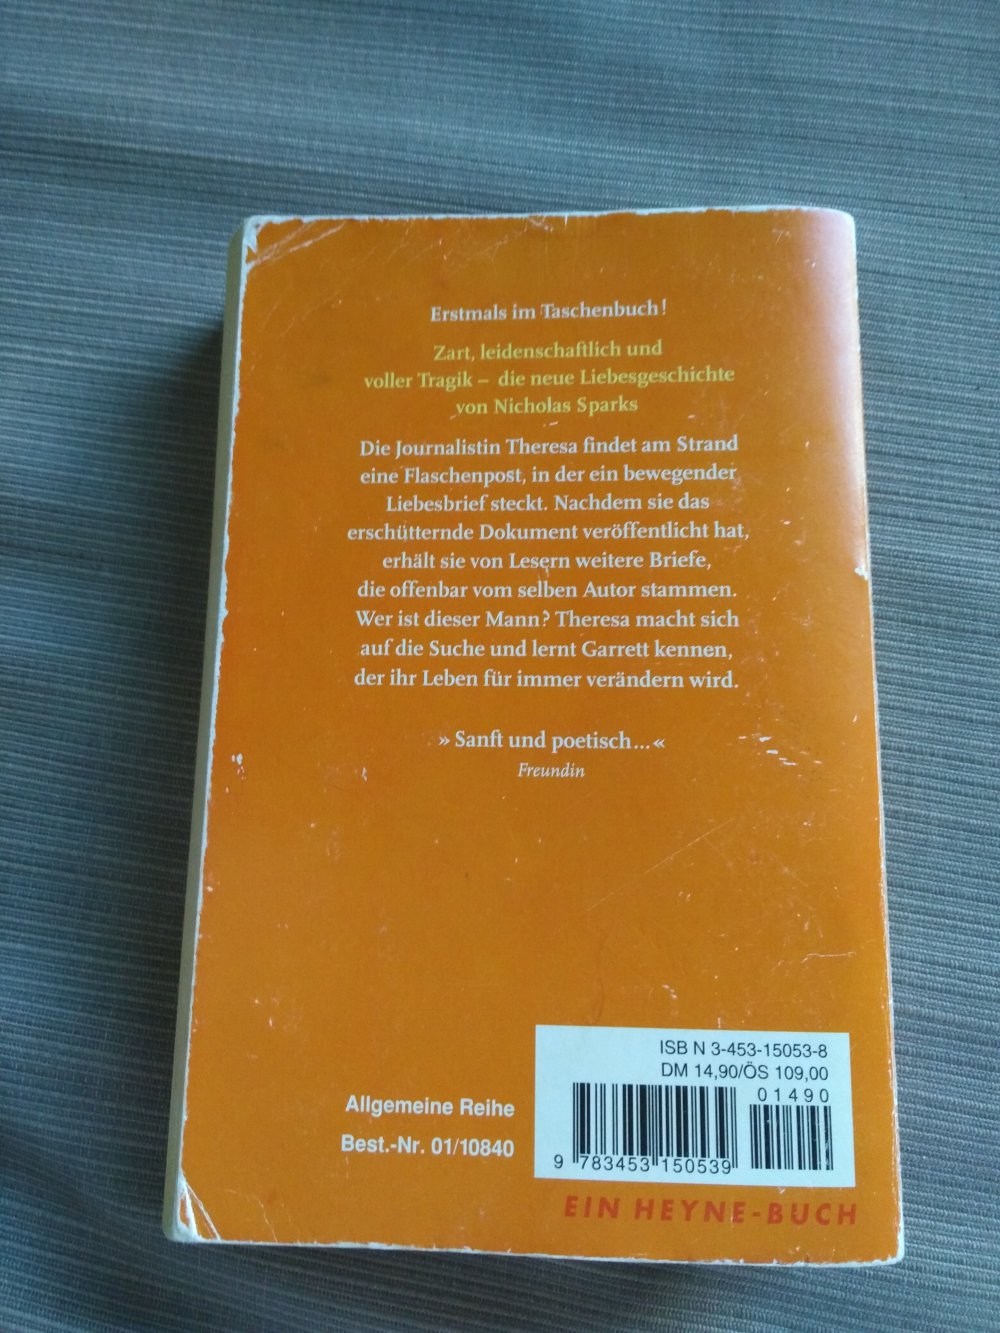 Erstmals im Taschenbuch!
Zart, leidenschaftlich und
voller Tragik – die neue Liebesgeschichte
von Nicholas Sparks
Die Journalistin Theresa findet am Strand
eine Flaschenpost, in der ein bewegender
Liebesbrief steckt. Nachdem sie das
erschütternde Dokument veröffentlicht hat,
erhält sie von Lesern weitere Briefe,
die offenbar vom selben Autor stammen.
Wer ist dieser Mann? Theresa macht sich
auf die Suche und lernt Garrett kennen,
der ihr Leben für immer verändern wird.
»Sanft und poetisch...«
Freundin
ISBN 3-453-15053-8
DM 14,90/ÖS 109,00
01490
9 783453 150539
Allgemeine Reihe
Best.-Nr. 01/10840
EIN HEYNE-BUCH